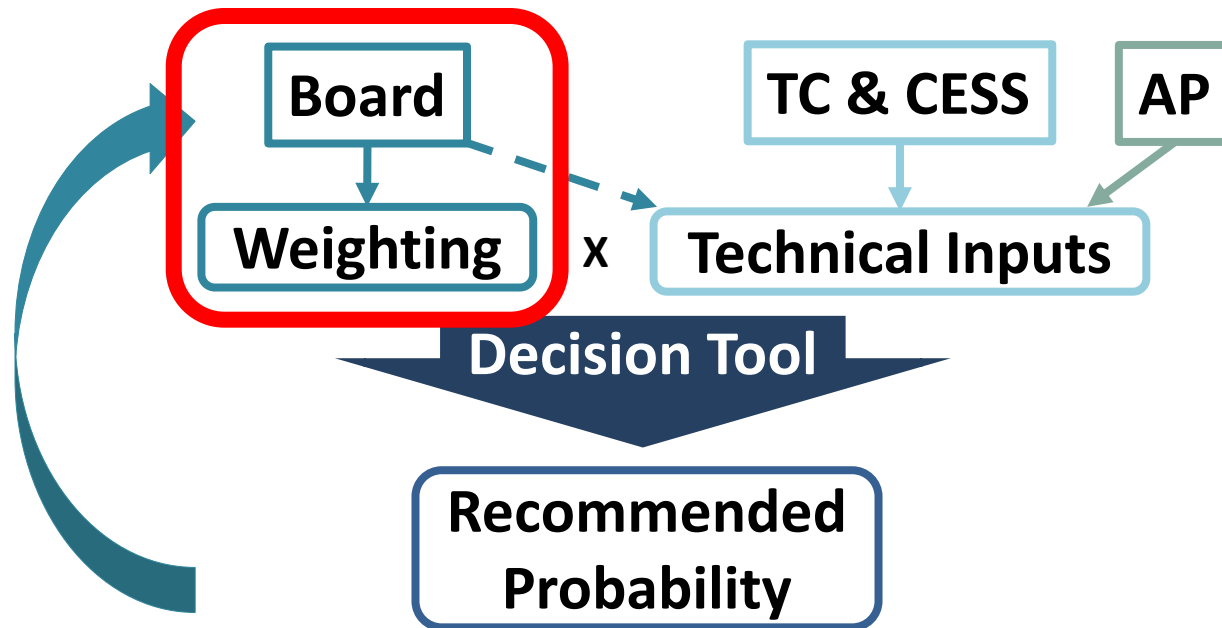 Board
TC & CESS
AP
Weighting
x
Technical Inputs
Decision Tool
Recommended
Probability